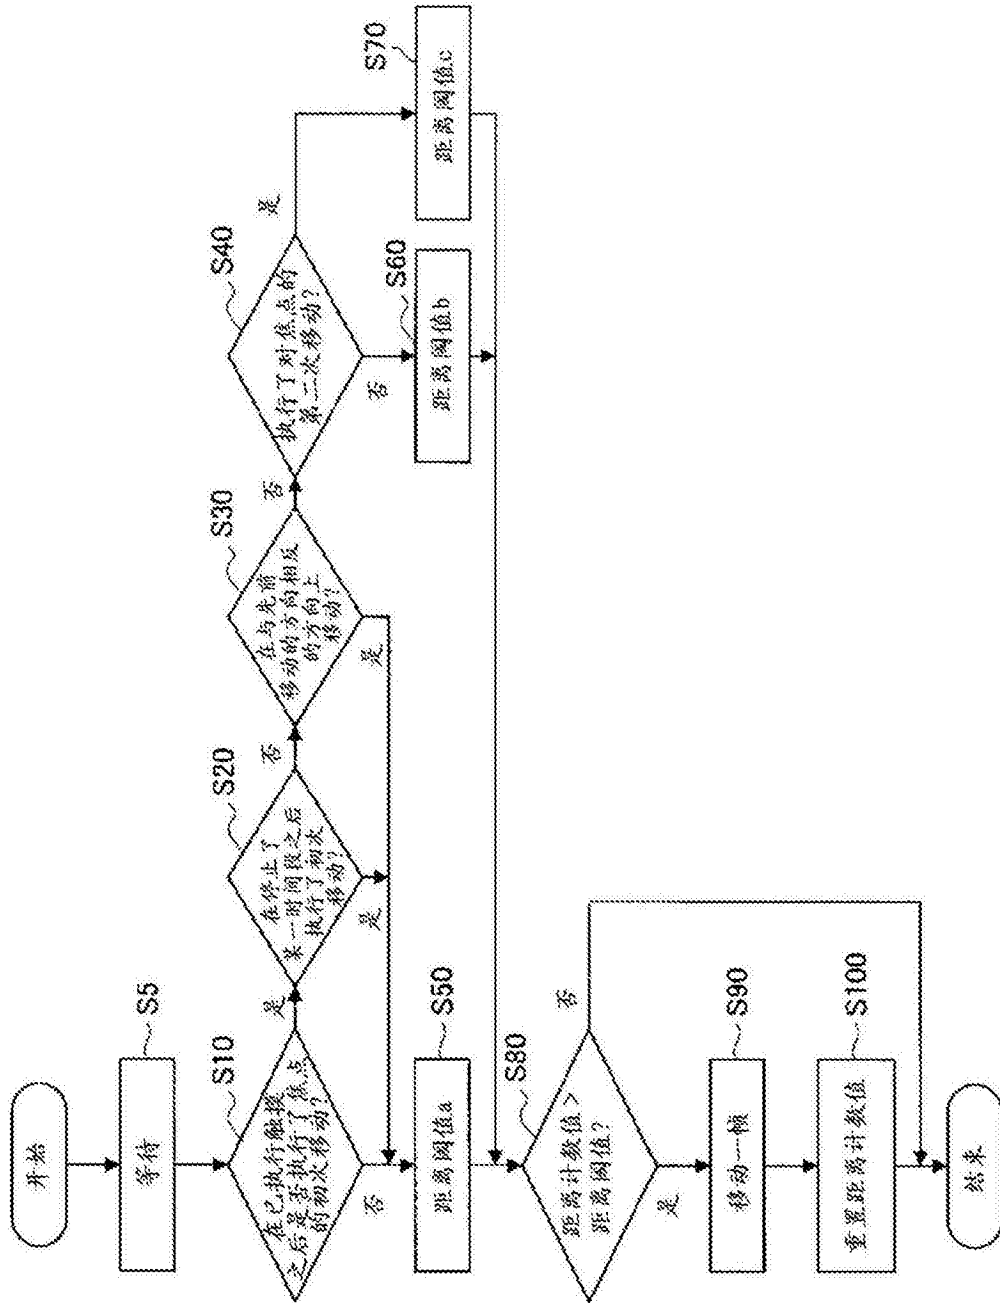 开始
等待
S5
在已执行触摸
之后是否执行了焦点
的初次移动?
S10
是
否
在停止了
某一时间段之后
执行了初次
移动?
S20
否
是
在与先前
移动的方向相反
的方向上
移动?
S30
否
是
执行了对焦点的
第二次移动?
S40
是
否
距离阈值a
S50
距离阈值b
S60
距离阈值c
S70
距离计数值>
距离阈值?
S80
否
是
移动一帧
S90
重置距离计数值
S100
结束